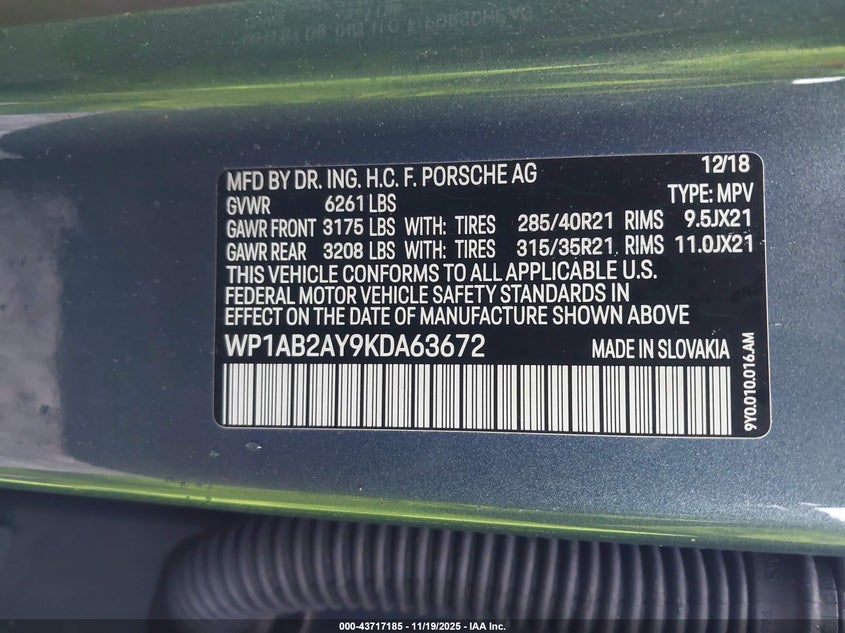 MFD BY DR. ING. H.C. F. PORSCHE AG 12/18
GVWR 6261 LBS TYPE: MPV
GAWR FRONT 3175 LBS WITH: TIRES 285/40R21 RIMS 9.5JX21
GAWR REAR 3208 LBS WITH: TIRES 315/35R21 RIMS 11.0JX21
THIS VEHICLE CONFORMS TO ALL APPLICABLE U.S.
FEDERAL MOTOR VEHICLE SAFETY STANDARDS IN
EFFECT ON THE DATE OF MANUFACTURE SHOWN ABOVE
WP1AB2AY9KDA63672 MADE IN SLOVAKIA
9Y0.010.016.AM
000-43717185 - 11/19/2025 - IAA Inc.